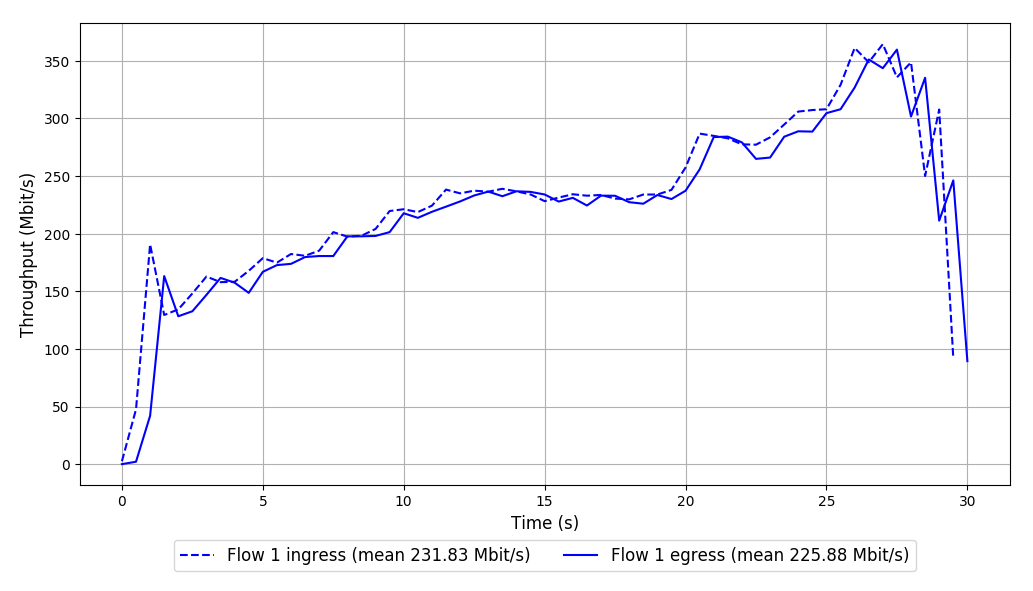 Throughput (Mbit/s)
350
300
250
200
150
100
50
0
0 5 10 15 20 25 30
Time (s)
Flow 1 ingress (mean 231.83 Mbit/s) Flow 1 egress (mean 225.88 Mbit/s)